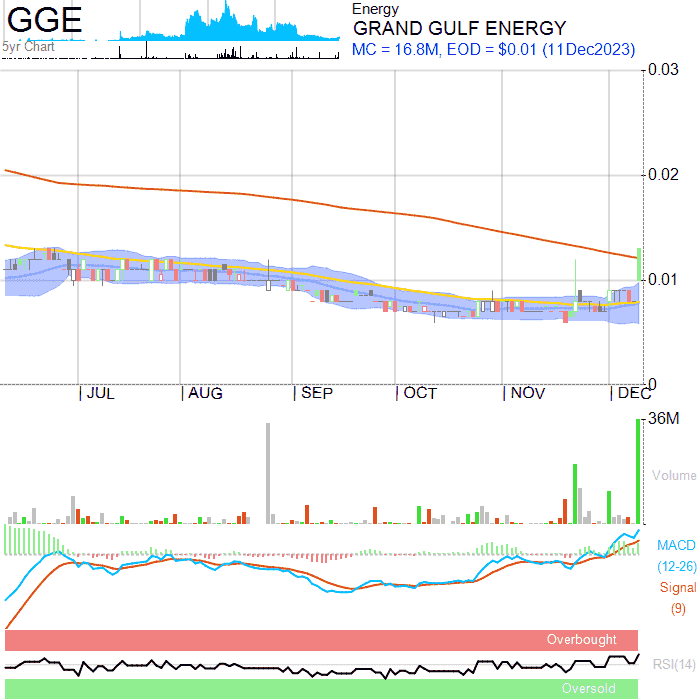 GGE
5yr Chart
Energy
GRAND GULF ENERGY
MC = 16.8M, EOD = $0.01 (11Dec2023)
0.03
0.02
0.01
0
JUL AUG SEP OCT NOV DEC
36M
Volume
MACD
(12-26)
Signal
(9)
Overbought
RSI(14)
Oversold